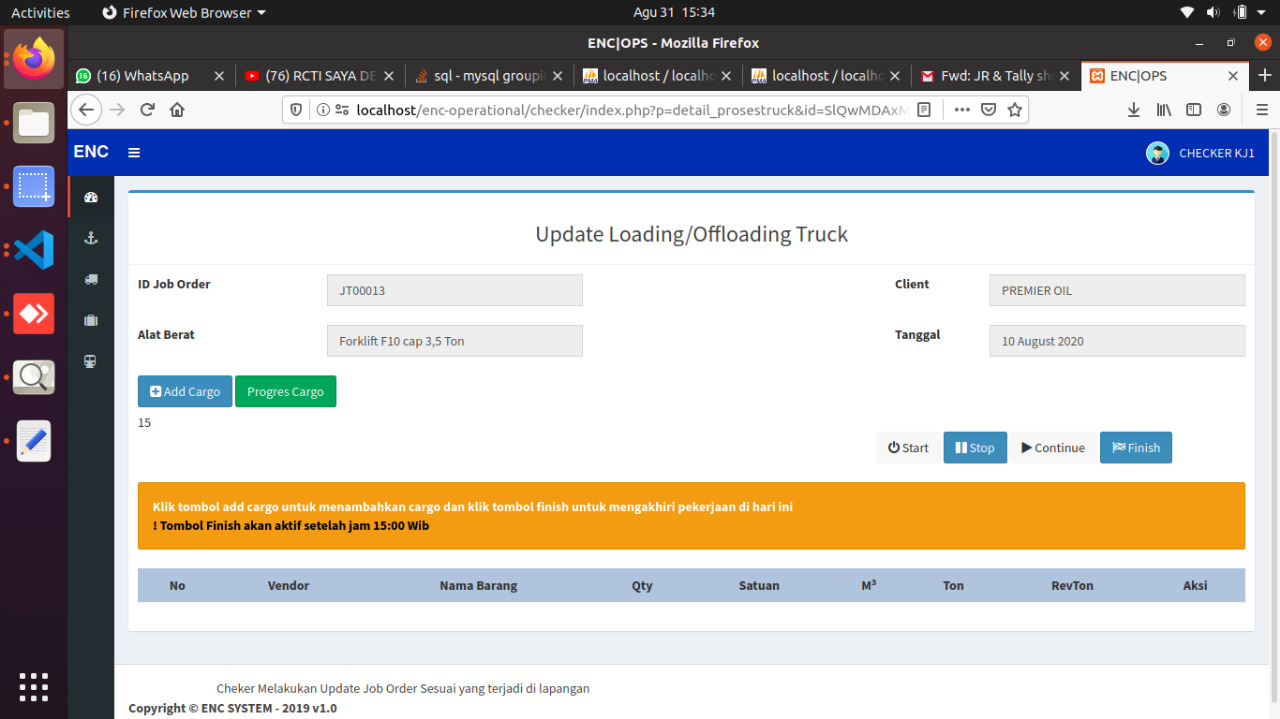 Activities Firefox Web Browser Agu 31 15:34
ENC|OPS - Mozilla Firefox
(16) WhatsApp (76) RCTI SAYA DE sql - mysql groupin localhost / localho localhost / localho Fwd: JR & Tally she ENC|OPS
localhost/enc-operational/checker/index.php?p=detail_prosestruck&id=SlQwMDAxM
ENC CHECKER KJ1
Update Loading/Offloading Truck
ID Job Order JT00013 Client PREMIER OIL
Alat Berat Forklift F10 cap 3,5 Ton Tanggal 10 August 2020
Add Cargo Progres Cargo
15
Start Stop Continue Finish
Klik tombol add cargo untuk menambahkan cargo dan klik tombol finish untuk mengakhiri pekerjaan di hari ini
! Tombol Finish akan aktif setelah jam 15:00 Wib
No Vendor Nama Barang Qty Satuan M³ Ton RevTon Aksi
Cheker Melakukan Update Job Order Sesuai yang terjadi di lapangan
Copyright © ENC SYSTEM - 2019 v1.0